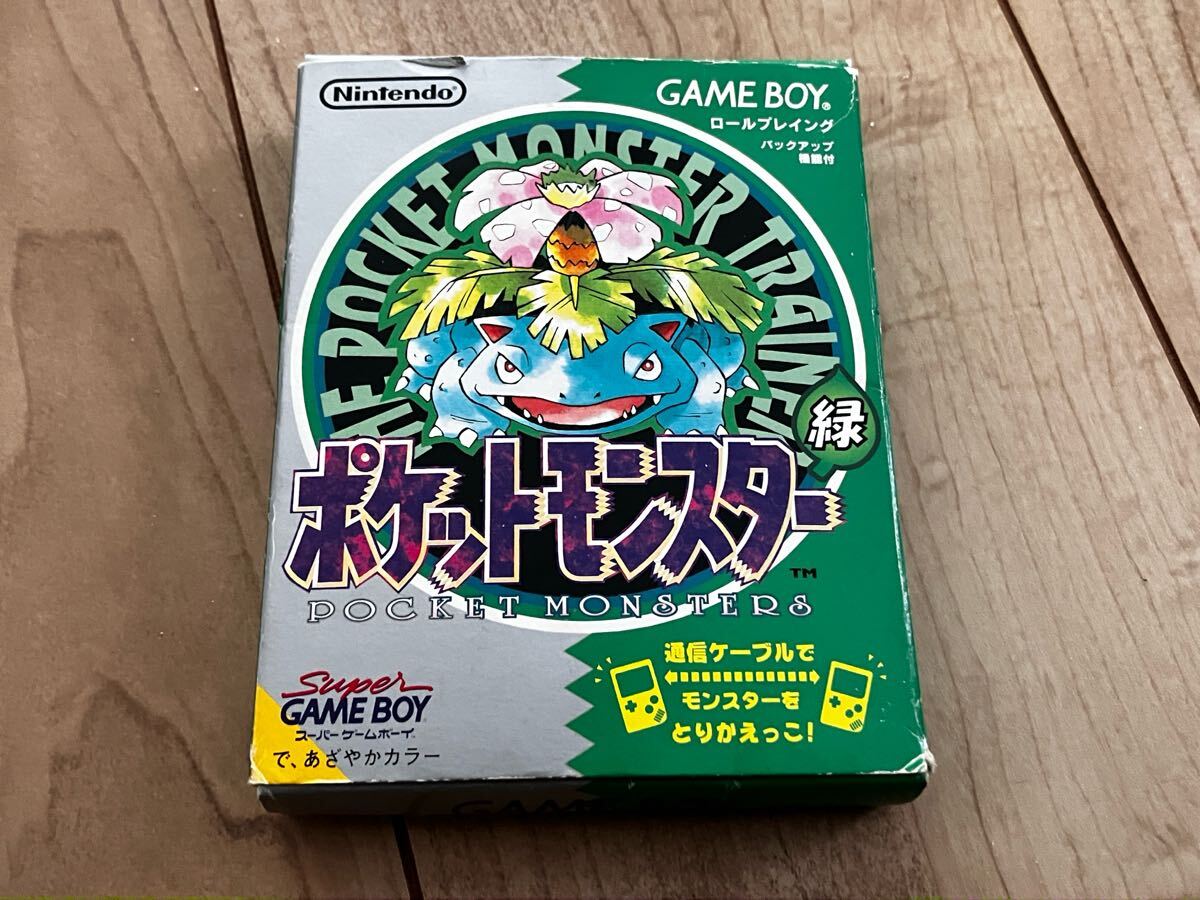 Nintendo
GAME BOY®
ロールプレイング
バックアップ
機能付
THE POCKET MONSTER TRAINER
緑
ポケットモンスター
TM
POCKET MONSTERS
通信ケーブルで
モンスターを
とりかえっこ!
Super
GAME BOY
スーパーゲームボーイ
で、あざやかカラー
GAME BOY